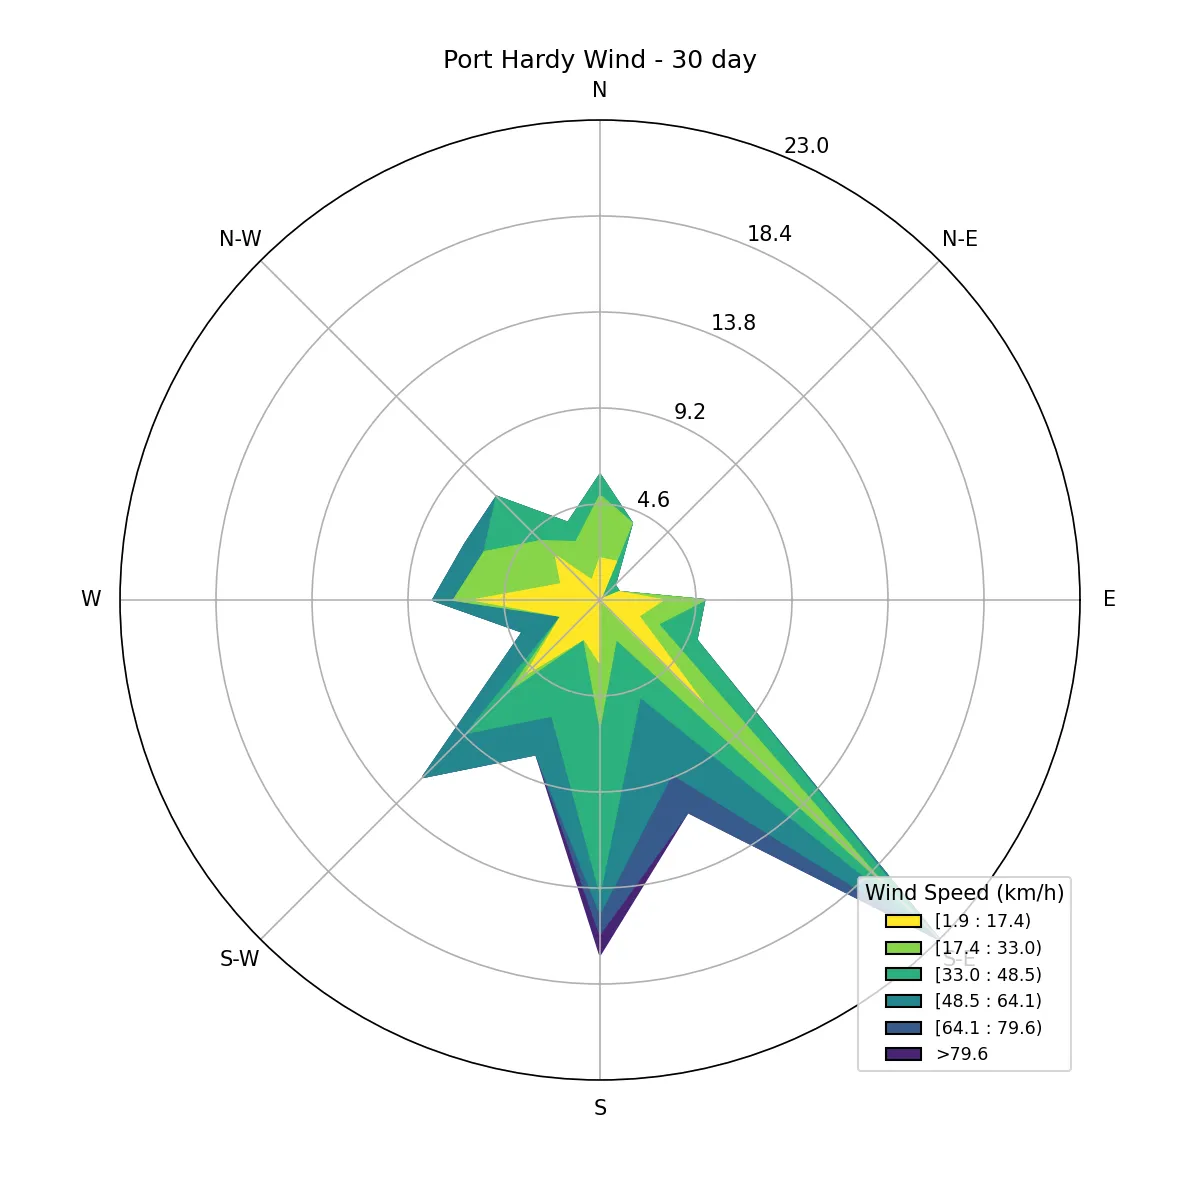 Port Hardy Wind - 30 day
N
23.0
N-W
N-E
18.4
13.8
9.2
4.6
W
E
Wind Speed (km/h)
[1.9 : 17.4)
[17.4 : 33.0)
S-W
S-E
[33.0 : 48.5)
[48.5 : 64.1)
[64.1 : 79.6)
>79.6
S